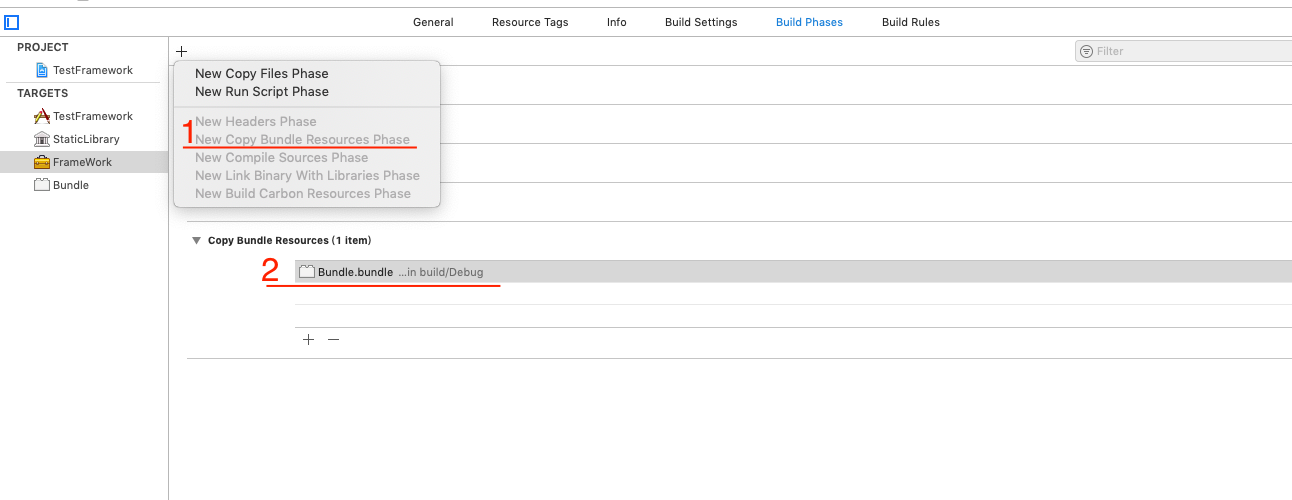 General Resource Tags Info Build Settings Build Phases Build Rules
PROJECT
TestFramework
TARGETS
TestFramework
StaticLibrary
FrameWork
Bundle
+
Filter
New Copy Files Phase
New Run Script Phase
New Headers Phase
1
New Copy Bundle Resources Phase
New Compile Sources Phase
New Link Binary With Libraries Phase
New Build Carbon Resources Phase
Copy Bundle Resources (1 item)
2
Bundle.bundle ...in build/Debug
+ −